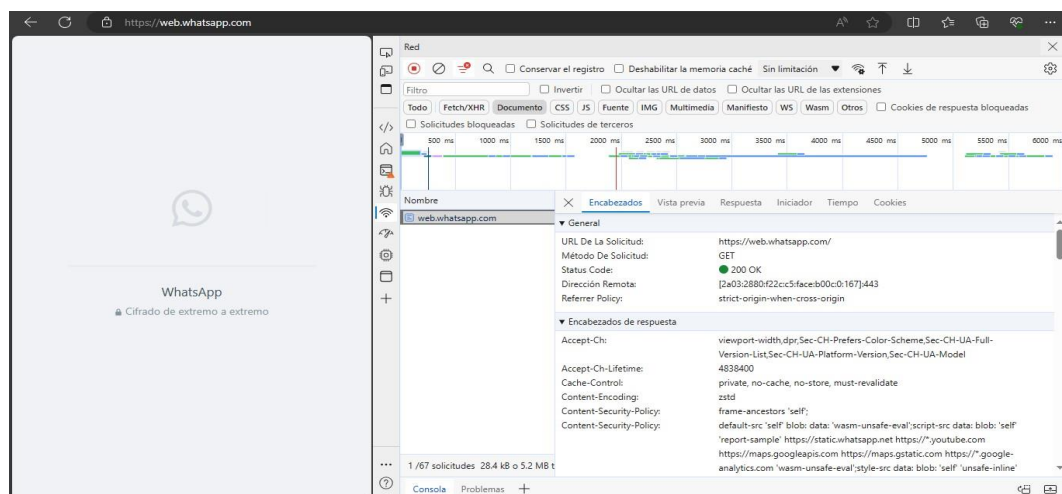 https://web.whatsapp.com
Red
Conservar el registro Deshabilitar la memoria caché Sin limitación
Filtro Invertir Ocultar las URL de datos Ocultar las URL de las extensiones
Todo Fetch/XHR Documento CSS JS Fuente IMG Multimedia Manifiesto WS Wasm Otros Cookies de respuesta bloqueadas
Solicitudes bloqueadas Solicitudes de terceros
500 ms 1000 ms 1500 ms 2000 ms 2500 ms 3000 ms 3500 ms 4000 ms 4500 ms 5000 ms 5500 ms 6000 ms
Nombre
web.whatsapp.com
Encabezados Vista previa Respuesta Iniciador Tiempo Cookies
General
URL De La Solicitud: https://web.whatsapp.com/
Método De Solicitud: GET
Status Code: 200 OK
Dirección Remota: [2a03:2880:f22c:c5:face:b00c:0:167]:443
Referrer Policy: strict-origin-when-cross-origin
Encabezados de respuesta
Accept-Ch: viewport-width,dpr,Sec-CH-Prefers-Color-Scheme,Sec-CH-UA-Full-
Version-List,Sec-CH-UA-Platform-Version,Sec-CH-UA-Model
Accept-Ch-Lifetime: 4838400
Cache-Control: private, no-cache, no-store, must-revalidate
Content-Encoding: zstd
Content-Security-Policy: frame-ancestors 'self';
Content-Security-Policy: default-src 'self' blob: data: 'wasm-unsafe-eval';script-src data: blob: 'self'
'report-sample' https://static.whatsapp.net https://*.youtube.com
https://maps.googleapis.com https://maps.gstatic.com https://*.google-
analytics.com 'wasm-unsafe-eval';style-src data: blob: 'self' 'unsafe-inline'
WhatsApp
Cifrado de extremo a extremo
1 /67 solicitudes 28.4 kB o 5.2 MB t
Consola Problemas